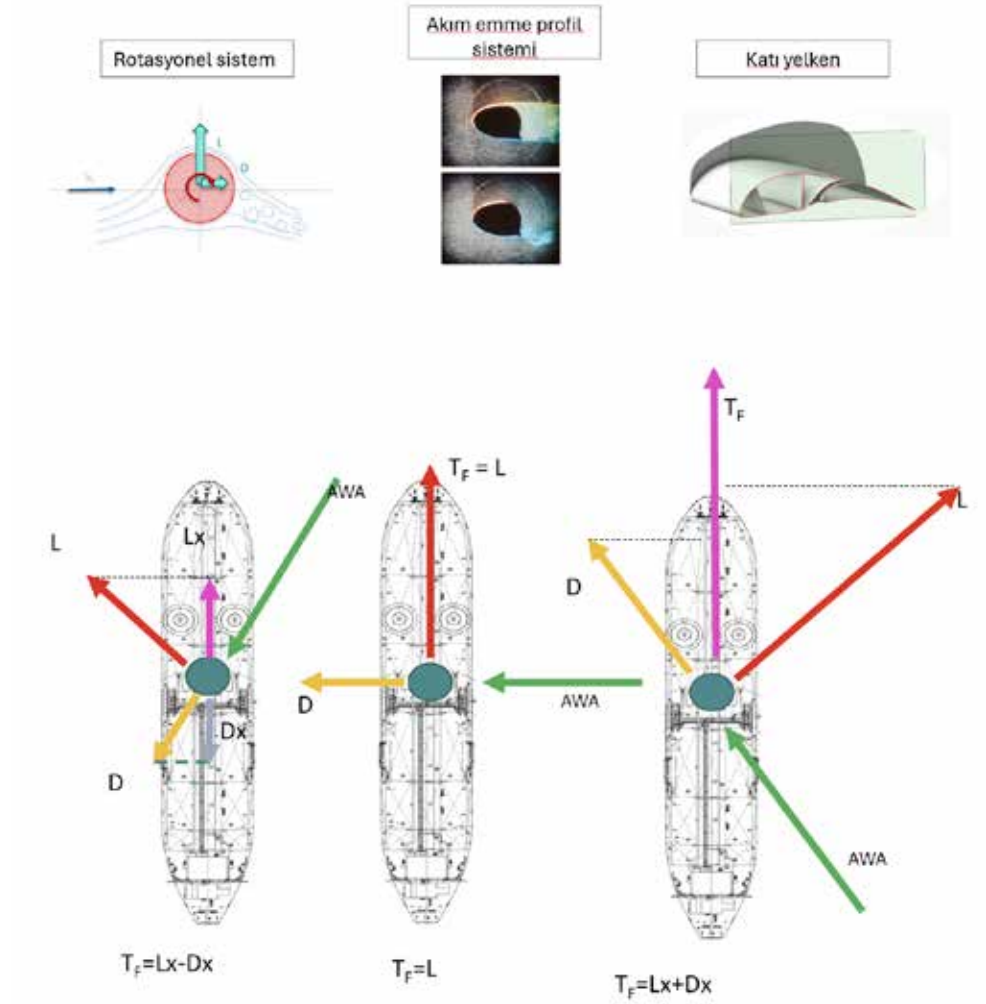 Rotasyonel sistem
Akım emme profil
sistemi
Katı yelken
L
D
T_F
T_F = L
AWA
L
Lx
L
D
D
AWA
Dx
D
AWA
T_F=Lx-Dx
T_F=L
T_F=Lx+Dx